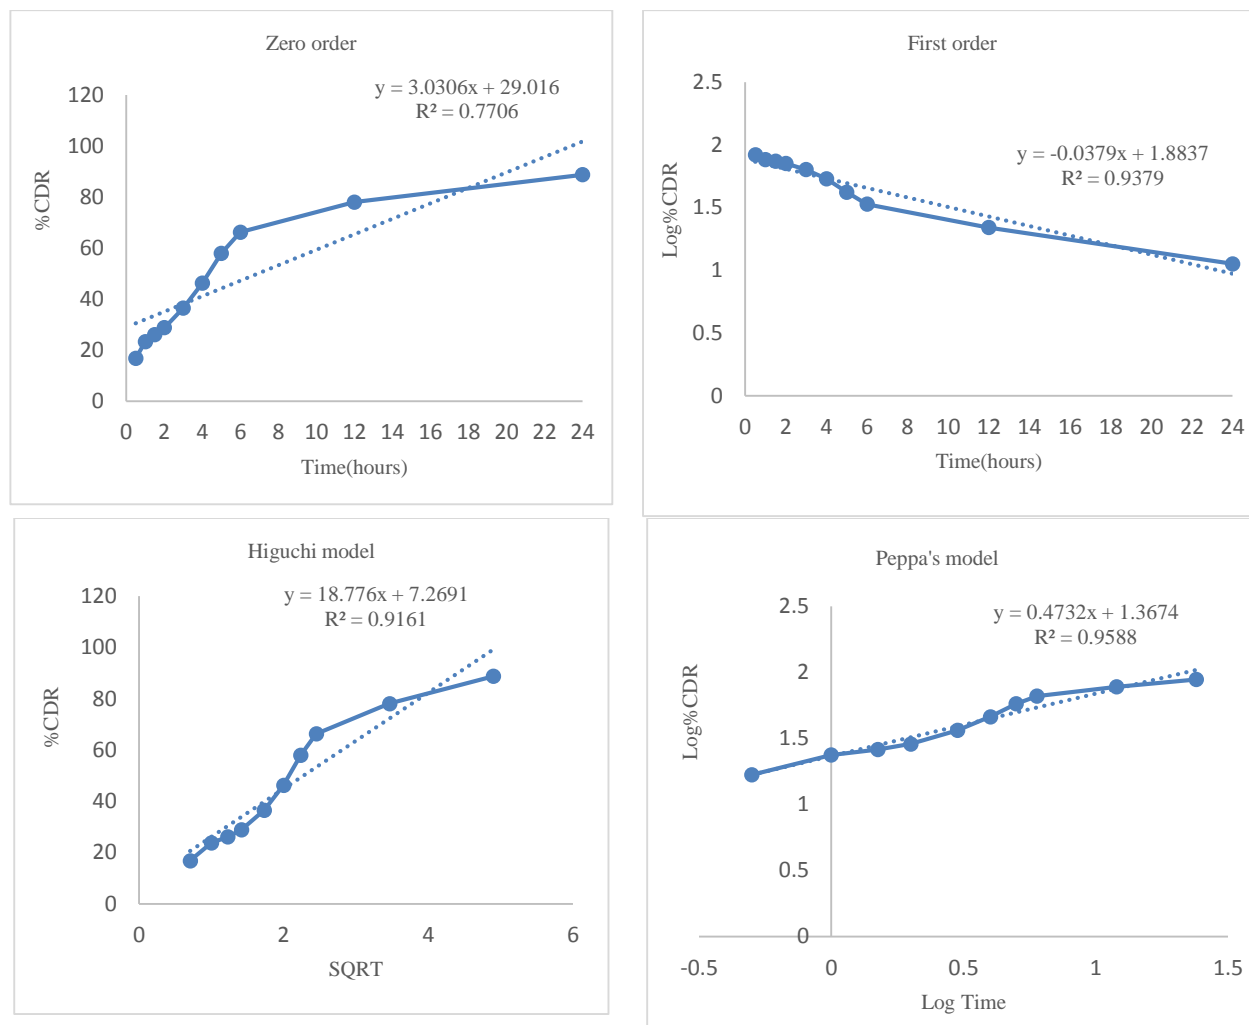 Zero order
y = 3.0306x + 29.016
R² = 0.7706
120
100
80
60
40
20
0
%CDR
0 2 4 6 8 10 12 14 16 18 20 22 24
Time(hours)
First order
y = -0.0379x + 1.8837
R² = 0.9379
2.5
2
1.5
1
0.5
0
Log%CDR
0 2 4 6 8 10 12 14 16 18 20 22 24
Time(hours)
Higuchi model
y = 18.776x + 7.2691
R² = 0.9161
120
100
80
60
40
20
0
%CDR
0 2 4 6
SQRT
Peppa's model
y = 0.4732x + 1.3674
R² = 0.9588
2.5
2
1.5
1
0.5
0
Log%CDR
-0.5 0 0.5 1 1.5
Log Time